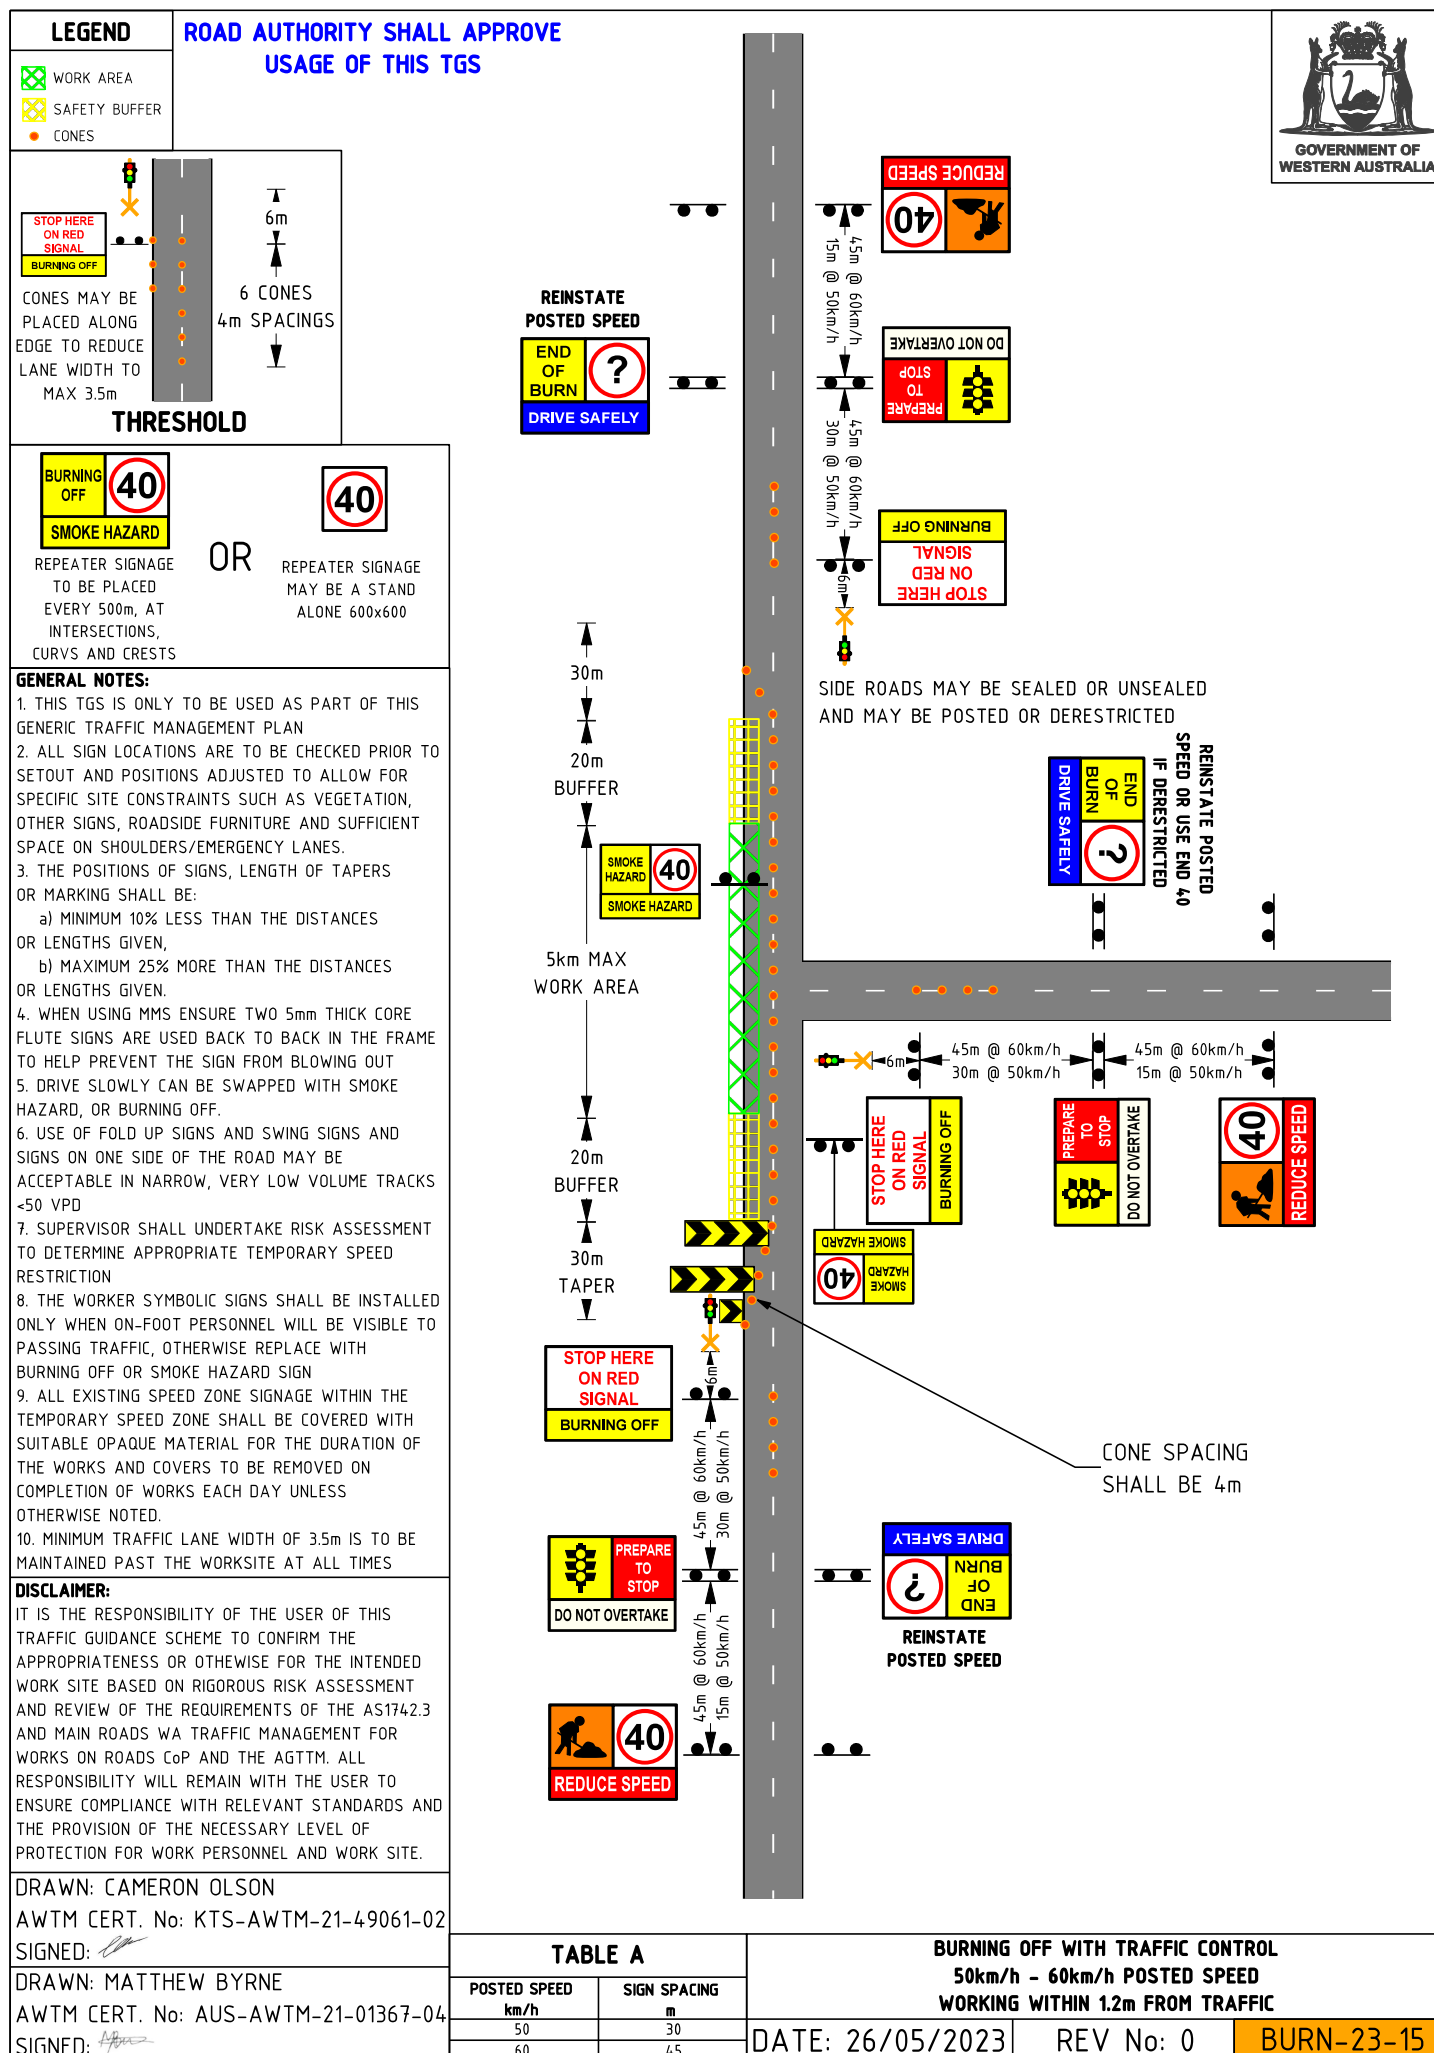 LEGEND
WORK AREA
SAFETY BUFFER
CONES
ROAD AUTHORITY SHALL APPROVE
USAGE OF THIS TGS
GOVERNMENT OF
WESTERN AUSTRALIA
STOP HERE
ON RED
SIGNAL
BURNING OFF
6m
6 CONES
4m SPACINGS
CONES MAY BE
PLACED ALONG
EDGE TO REDUCE
LANE WIDTH TO
MAX 3.5m
THRESHOLD
BURNING
OFF
40
SMOKE HAZARD
REPEATER SIGNAGE
TO BE PLACED
EVERY 500m, AT
INTERSECTIONS,
CURVS AND CRESTS
OR
40
REPEATER SIGNAGE
MAY BE A STAND
ALONE 600x600
GENERAL NOTES:
1. THIS TGS IS ONLY TO BE USED AS PART OF THIS
GENERIC TRAFFIC MANAGEMENT PLAN
2. ALL SIGN LOCATIONS ARE TO BE CHECKED PRIOR TO
SETOUT AND POSITIONS ADJUSTED TO ALLOW FOR
SPECIFIC SITE CONSTRAINTS SUCH AS VEGETATION,
OTHER SIGNS, ROADSIDE FURNITURE AND SUFFICIENT
SPACE ON SHOULDERS/EMERGENCY LANES.
3. THE POSITIONS OF SIGNS, LENGTH OF TAPERS
OR MARKING SHALL BE:
a) MINIMUM 10% LESS THAN THE DISTANCES
OR LENGTHS GIVEN,
b) MAXIMUM 25% MORE THAN THE DISTANCES
OR LENGTHS GIVEN.
4. WHEN USING MMS ENSURE TWO 5mm THICK CORE
FLUTE SIGNS ARE USED BACK TO BACK IN THE FRAME
TO HELP PREVENT THE SIGN FROM BLOWING OUT
5. DRIVE SLOWLY CAN BE SWAPPED WITH SMOKE
HAZARD, OR BURNING OFF.
6. USE OF FOLD UP SIGNS AND SWING SIGNS AND
SIGNS ON ONE SIDE OF THE ROAD MAY BE
ACCEPTABLE IN NARROW, VERY LOW VOLUME TRACKS
<50 VPD
7. SUPERVISOR SHALL UNDERTAKE RISK ASSESSMENT
TO DETERMINE APPROPRIATE TEMPORARY SPEED
RESTRICTION
8. THE WORKER SYMBOLIC SIGNS SHALL BE INSTALLED
ONLY WHEN ON-FOOT PERSONNEL WILL BE VISIBLE TO
PASSING TRAFFIC, OTHERWISE REPLACE WITH
BURNING OFF OR SMOKE HAZARD SIGN
9. ALL EXISTING SPEED ZONE SIGNAGE WITHIN THE
TEMPORARY SPEED ZONE SHALL BE COVERED WITH
SUITABLE OPAQUE MATERIAL FOR THE DURATION OF
THE WORKS AND COVERS TO BE REMOVED ON
COMPLETION OF WORKS EACH DAY UNLESS
OTHERWISE NOTED.
10. MINIMUM TRAFFIC LANE WIDTH OF 3.5m IS TO BE
MAINTAINED PAST THE WORKSITE AT ALL TIMES
DISCLAIMER:
IT IS THE RESPONSIBILITY OF THE USER OF THIS
TRAFFIC GUIDANCE SCHEME TO CONFIRM THE
APPROPRIATENESS OR OTHEWISE FOR THE INTENDED
WORK SITE BASED ON RIGOROUS RISK ASSESSMENT
AND REVIEW OF THE REQUIREMENTS OF THE AS1742.3
AND MAIN ROADS WA TRAFFIC MANAGEMENT FOR
WORKS ON ROADS CoP AND THE AGTTM. ALL
RESPONSIBILITY WILL REMAIN WITH THE USER TO
ENSURE COMPLIANCE WITH RELEVANT STANDARDS AND
THE PROVISION OF THE NECESSARY LEVEL OF
PROTECTION FOR WORK PERSONNEL AND WORK SITE.
DRAWN: CAMERON OLSON
AWTM CERT. No: KTS-AWTM-21-49061-02
SIGNED:
DRAWN: MATTHEW BYRNE
AWTM CERT. No: AUS-AWTM-21-01367-04
SIGNED:
REINSTATE
POSTED SPEED
END
OF
BURN
?
DRIVE SAFELY
REDUCE SPEED
40
45m @ 60km/h
15m @ 50km/h
DO NOT OVERTAKE
PREPARE
TO
STOP
45m @ 60km/h
30m @ 50km/h
BURNING OFF
STOP HERE
ON RED
SIGNAL
6m
30m
20m
BUFFER
SMOKE
HAZARD
40
SMOKE HAZARD
5km MAX
WORK AREA
20m
BUFFER
30m
TAPER
SIDE ROADS MAY BE SEALED OR UNSEALED
AND MAY BE POSTED OR DERESTRICTED
REINSTATE POSTED
SPEED OR USE END 40
IF DERESTRICTED
END
OF
BURN
?
DRIVE SAFELY
6m
45m @ 60km/h
30m @ 50km/h
45m @ 60km/h
15m @ 50km/h
STOP HERE
ON RED
SIGNAL
BURNING OFF
PREPARE
TO
STOP
DO NOT OVERTAKE
40
REDUCE SPEED
SMOKE HAZARD
SMOKE
HAZARD
40
STOP HERE
ON RED
SIGNAL
BURNING OFF
6m
45m @ 60km/h
30m @ 50km/h
CONE SPACING
SHALL BE 4m
PREPARE
TO
STOP
DO NOT OVERTAKE
45m @ 60km/h
15m @ 50km/h
DRIVE SAFELY
END
OF
BURN
?
REINSTATE
POSTED SPEED
40
REDUCE SPEED
TABLE A
POSTED SPEED
km/h
SIGN SPACING
m
50 30
60 45
BURNING OFF WITH TRAFFIC CONTROL
50km/h - 60km/h POSTED SPEED
WORKING WITHIN 1.2m FROM TRAFFIC
DATE: 26/05/2023
REV No: 0
BURN-23-15